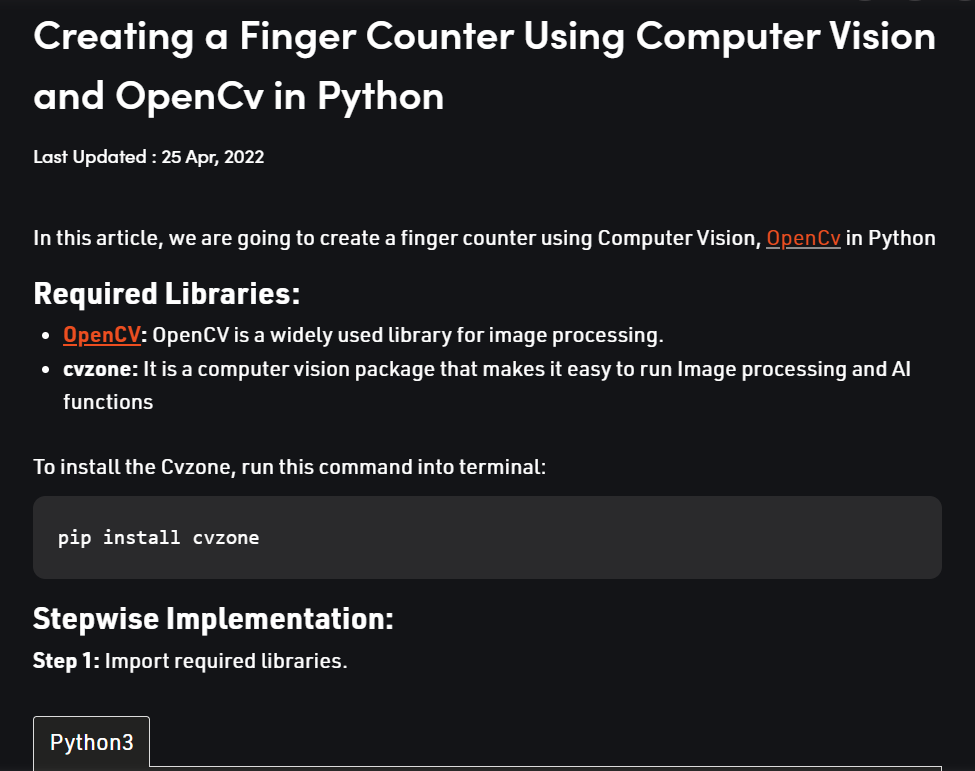 Creating a Finger Counter Using Computer Vision
and OpenCv in Python
Last Updated : 25 Apr, 2022
In this article, we are going to create a finger counter using Computer Vision, OpenCv in Python
Required Libraries:
• OpenCV: OpenCV is a widely used library for image processing.
• cvzone: It is a computer vision package that makes it easy to run Image processing and AI
functions
To install the Cvzone, run this command into terminal:
pip install cvzone
Stepwise Implementation:
Step 1: Import required libraries.
Python3